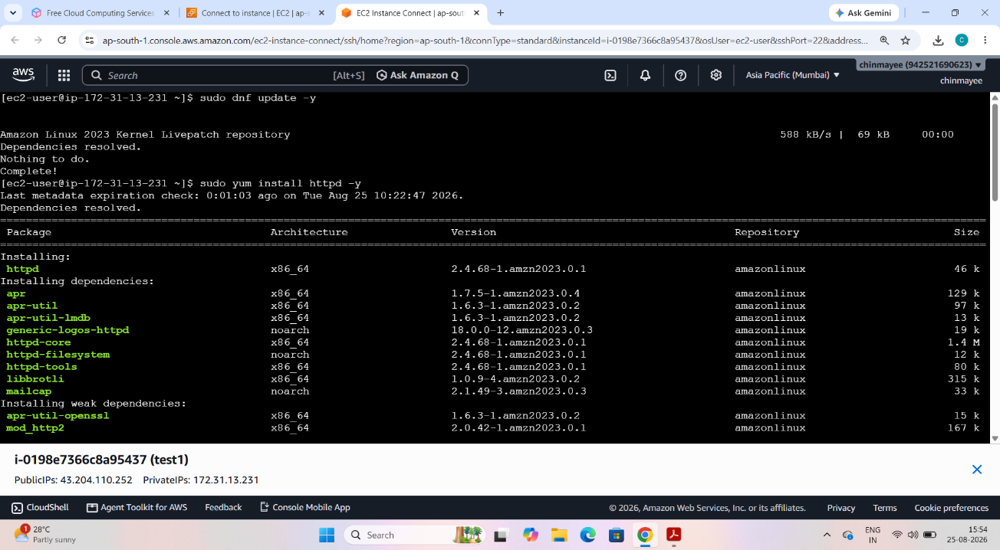 Free Cloud Computing Services
Connect to instance | EC2 | ap-s
EC2 Instance Connect | ap-sout
Ask Gemini
ap-south-1.console.aws.amazon.com/ec2-instance-connect/ssh/home?region=ap-south-1&connType=standard&instanceId=i-0198e7366c8a95437&osUser=ec2-user&sshPort=22&address...
C
aws
Search [Alt+S] Ask Amazon Q
Asia Pacific (Mumbai)
chinmayee (942521690623)
chinmayee
[ec2-user@ip-172-31-13-231 ~]$ sudo dnf update -y
Amazon Linux 2023 Kernel Livepatch repository 588 kB/s | 69 kB 00:00
Dependencies resolved.
Nothing to do.
Complete!
[ec2-user@ip-172-31-13-231 ~]$ sudo yum install httpd -y
Last metadata expiration check: 0:01:03 ago on Tue Aug 25 10:22:47 2026.
Dependencies resolved.
Package Architecture Version Repository Size
Installing:
httpd x86_64 2.4.68-1.amzn2023.0.1 amazonlinux 46 k
Installing dependencies:
apr x86_64 1.7.5-1.amzn2023.0.4 amazonlinux 129 k
apr-util x86_64 1.6.3-1.amzn2023.0.2 amazonlinux 97 k
apr-util-lmdb x86_64 1.6.3-1.amzn2023.0.2 amazonlinux 13 k
generic-logos-httpd noarch 18.0.0-12.amzn2023.0.3 amazonlinux 19 k
httpd-core x86_64 2.4.68-1.amzn2023.0.1 amazonlinux 1.4 M
httpd-filesystem noarch 2.4.68-1.amzn2023.0.1 amazonlinux 12 k
httpd-tools x86_64 2.4.68-1.amzn2023.0.1 amazonlinux 80 k
libbrotli x86_64 1.0.9-4.amzn2023.0.2 amazonlinux 315 k
mailcap noarch 2.1.49-3.amzn2023.0.3 amazonlinux 33 k
Installing weak dependencies:
apr-util-openssl x86_64 1.6.3-1.amzn2023.0.2 amazonlinux 15 k
mod_http2 x86_64 2.0.42-1.amzn2023.0.1 amazonlinux 167 k
i-0198e7366c8a95437 (test1)
PublicIPs: 43.204.110.252 PrivateIPs: 172.31.13.231
CloudShell Agent Toolkit for AWS Feedback Console Mobile App © 2026, Amazon Web Services, Inc. or its affiliates. Privacy Terms Cookie preferences
1
28°C
Partly sunny
Search
ENG
IN
15:54
25-08-2026